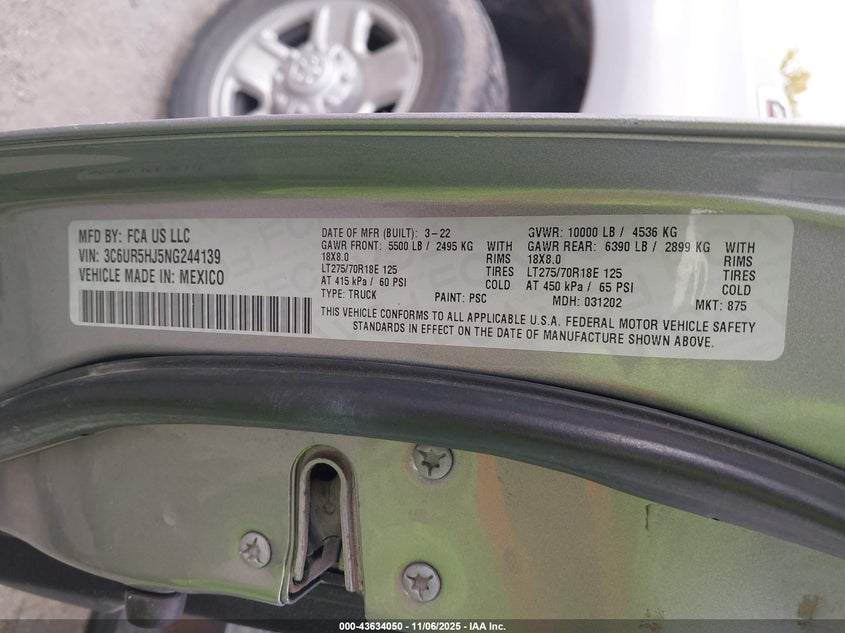 MFD BY: FCA US LLC
VIN: 3C6UR5HJ5NG244139
VEHICLE MADE IN: MEXICO
DATE OF MFR (BUILT): 3-22
GAWR FRONT: 5500 LB / 2495 KG WITH
18X8.0 RIMS
LT275/70R18E 125 TIRES
AT 415 kPa / 60 PSI COLD
TYPE: TRUCK PAINT: PSC
GVWR: 10000 LB / 4536 KG
GAWR REAR: 6390 LB / 2899 KG WITH
18X8.0 RIMS
LT275/70R18E 125 TIRES
AT 450 kPa / 65 PSI COLD
MDH: 031202 MKT: 875
THIS VEHICLE CONFORMS TO ALL APPLICABLE U.S.A. FEDERAL MOTOR VEHICLE SAFETY
STANDARDS IN EFFECT ON THE DATE OF MANUFACTURE SHOWN ABOVE.
000-43634050 - 11/06/2025 - IAA Inc.